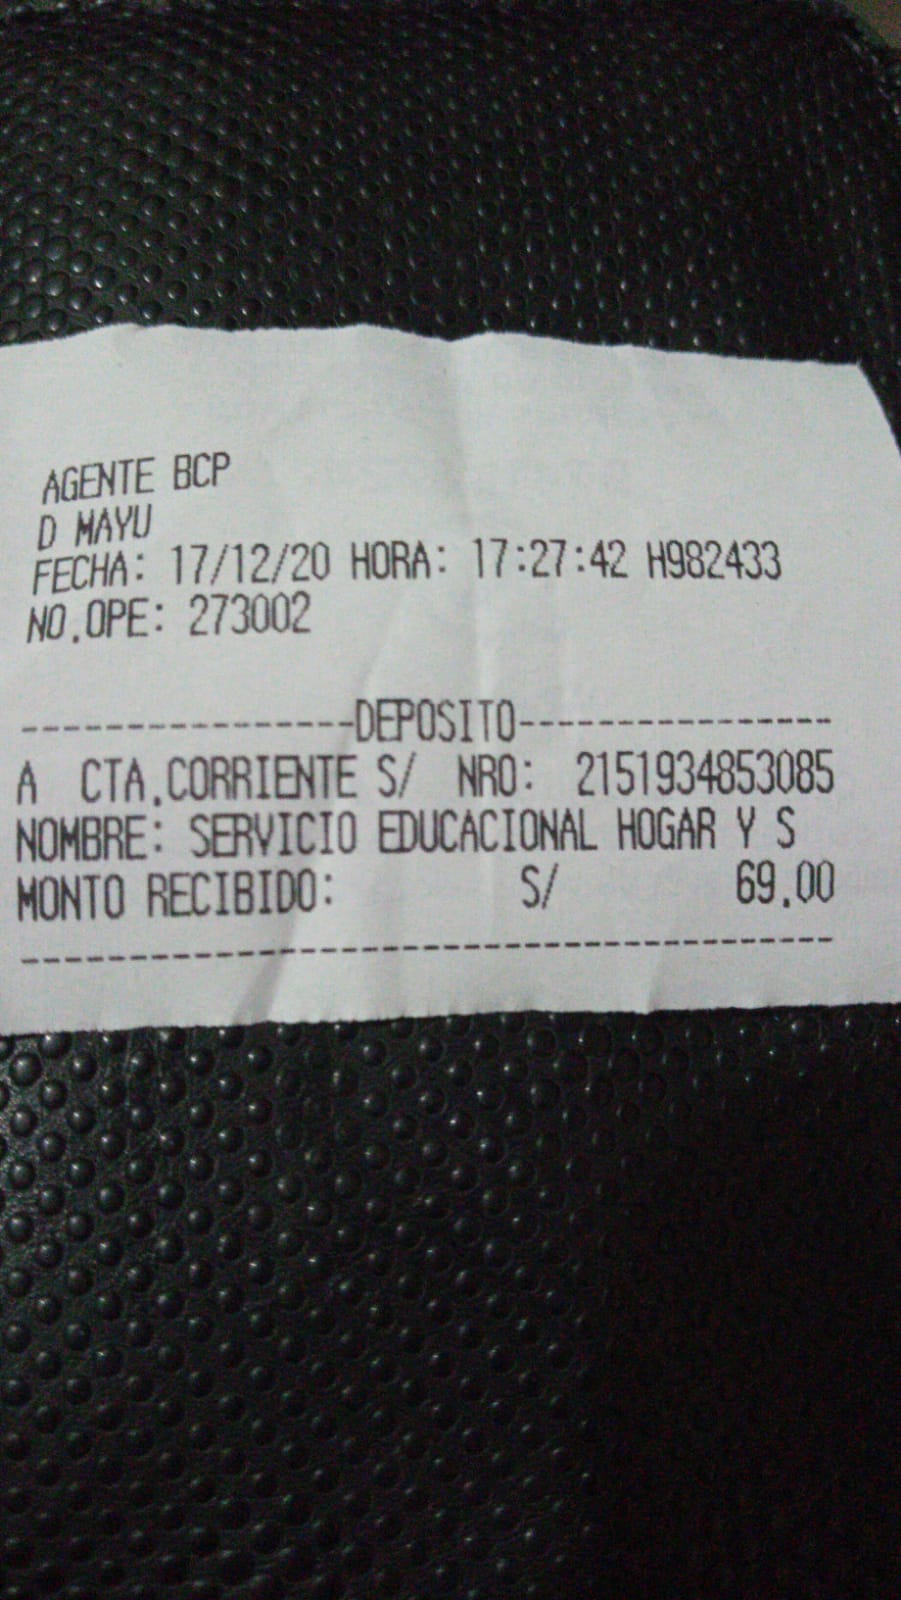 AGENTE BCP
D MAYU
FECHA: 17/12/20 HORA: 17:27:42 H982433
NO.OPE: 273002
----------------DEPOSITO----------------
A CTA.CORRIENTE S/ NRO: 2151934853085
NOMBRE: SERVICIO EDUCACIONAL HOGAR Y S
MONTO RECIBIDO: S/ 69.00
----------------------------------------